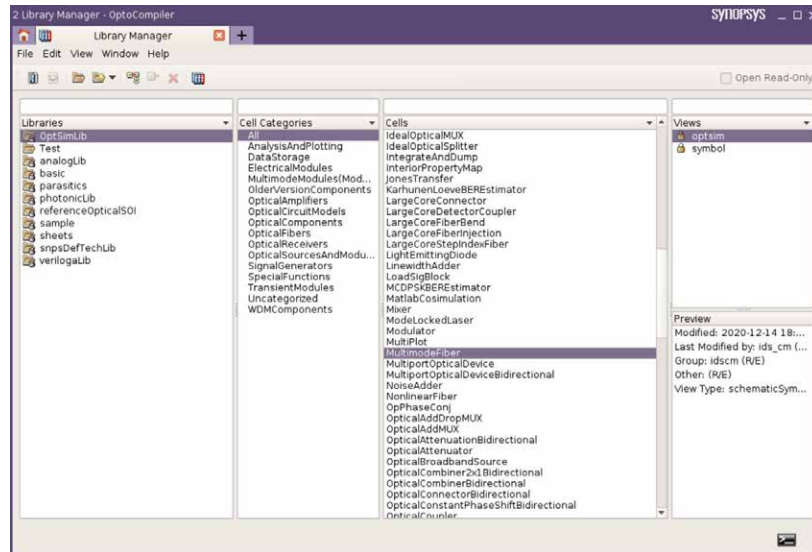 2 Library Manager - OptoCompiler
SYNOPSYS
Library Manager
File Edit View Window Help
Open Read-Only
Libraries
OptSimLib
Test
analogLib
basic
parasitics
photonicLib
referenceOpticalSOI
sample
sheets
snpsDefTechLib
verilogaLib
Cell Categories
All
AnalysisAndPlotting
DataStorage
ElectricalModules
MultimodeModules(Mod...
OlderVersionComponents
OpticalAmplifiers
OpticalCircuitModels
OpticalComponents
OpticalFibers
OpticalReceivers
OpticalSourcesAndModu...
SignalGenerators
SpecialFunctions
TransientModules
Uncategorized
WDMComponents
Cells
IdealOpticalMUX
IdealOpticalSplitter
IntegrateAndDump
InteriorPropertyMap
JonesTransfer
KarhunenLoeveBEREstimator
LargeCoreConnector
LargeCoreDetectorCoupler
LargeCoreFiberBend
LargeCoreFiberInjection
LargeCoreStepIndexFiber
LightEmittingDiode
LinewidthAdder
LoadSigBlock
MCDPSKBEREstimator
MatlabCosimulation
Mixer
ModeLockedLaser
Modulator
MultiPlot
MultimodeFiber
MultiportOpticalDevice
MultiportOpticalDeviceBidirectional
NoiseAdder
NonlinearFiber
OpPhaseConj
OpticalAddDropMUX
OpticalAddMUX
OpticalAttenuationBidirectional
OpticalAttenuator
OpticalBroadbandSource
OpticalCombiner2x1Bidirectional
OpticalCombinerBidirectional
OpticalConnectorBidirectional
OpticalConstantPhaseShiftBidirectional
OpticalCoupler
Views
optsim
symbol
Preview
Modified: 2020-12-14 18:...
Last Modified by: ids_cm (...
Group: idscm (R/E)
Other: (R/E)
View Type: schematicSym...